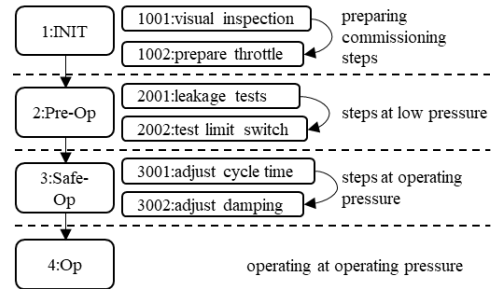 1:INIT
1001:visual inspection
1002:prepare throttle
preparing
commissioning
steps
2:Pre-Op
2001:leakage tests
2002:test limit switch
steps at low pressure
3:Safe-
Op
3001:adjust cycle time
3002:adjust damping
steps at operating
pressure
4:Op
operating at operating pressure